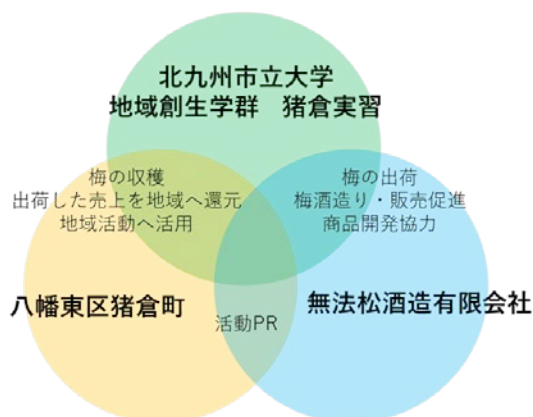 北九州市立大学
地域創生学群　猪倉実習
梅の収穫
出荷した売上を地域へ還元
地域活動へ活用
梅の出荷
梅酒造り・販売促進
商品開発協力
八幡東区猪倉町
無法松酒造有限会社
活動PR